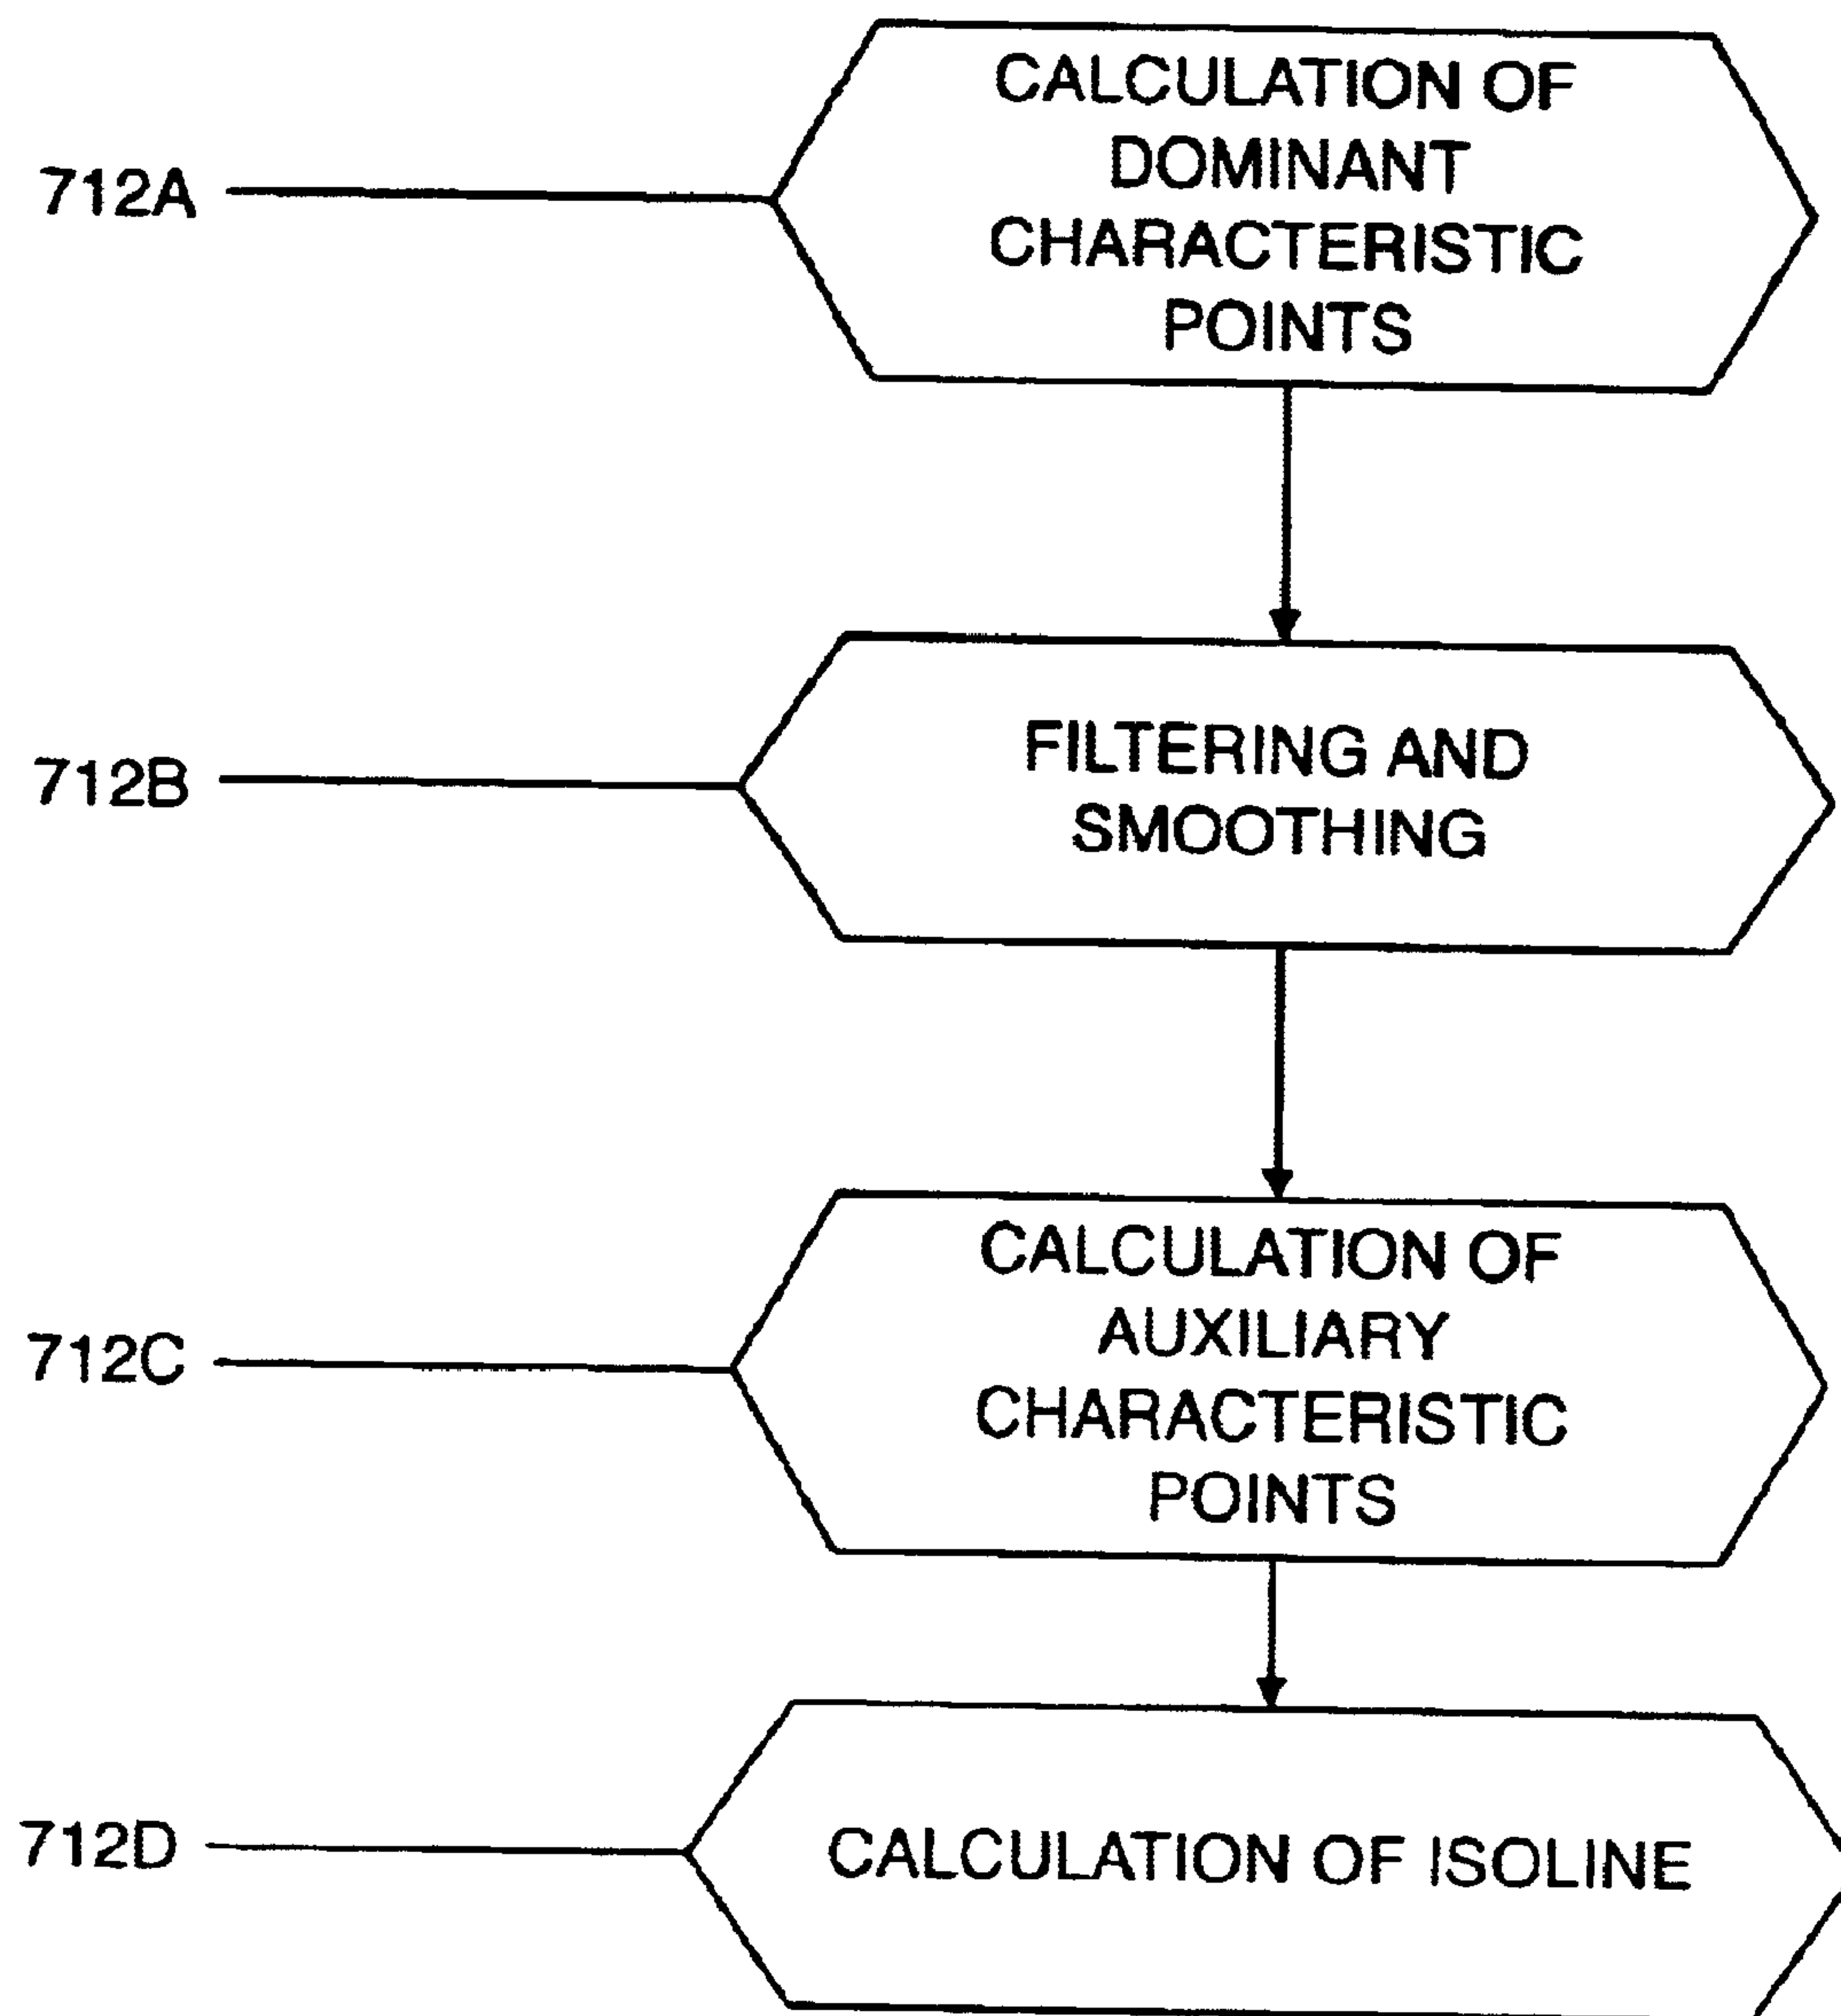 712A
CALCULATION OF
DOMINANT
CHARACTERISTIC
POINTS
712B
FILTERING AND
SMOOTHING
712C
CALCULATION OF
AUXILIARY
CHARACTERISTIC
POINTS
712D
CALCULATION OF ISOLINE